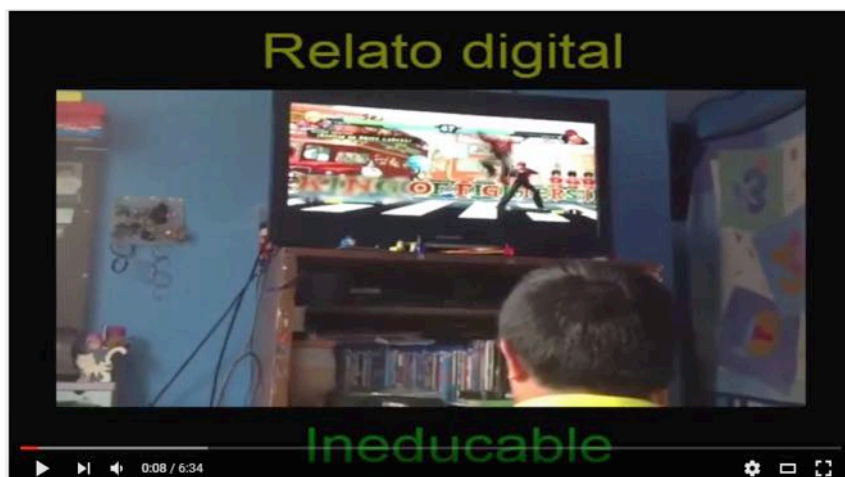 Relato digital
KING OF FIGHTERS
Ineducable
0:08 / 6:34